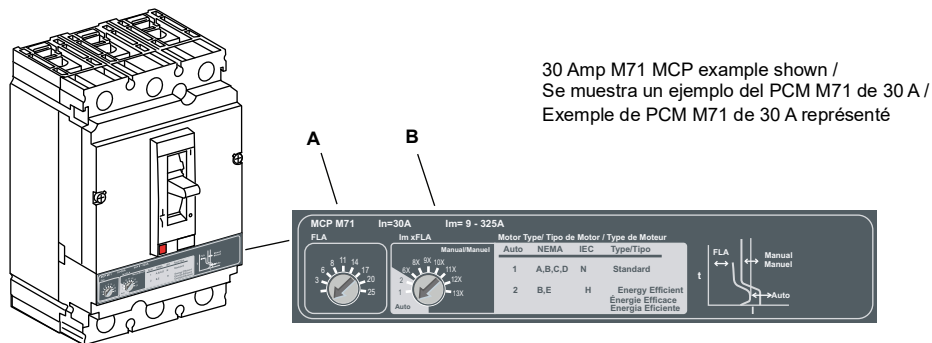 30 Amp M71 MCP example shown /
Se muestra un ejemplo del PCM M71 de 30 A /
Exemple de PCM M71 de 30 A représenté
A
B
MCP M71 In=30A Im= 9 - 325A
FLA
3 6 8 11 14 17 20 25
Im xFLA
Manual/Manuel
Auto 1 2 6X 8X 9X 10X 11X 12X 13X
Motor Type/ Tipo de Motor / Type de Moteur
Auto NEMA IEC Type/Tipo
1 A,B,C,D N Standard
2 B,E H Energy Efficient
Énergie Efficace
Energia Eficiente
FLA
Manual
Manuel
t
Auto
I